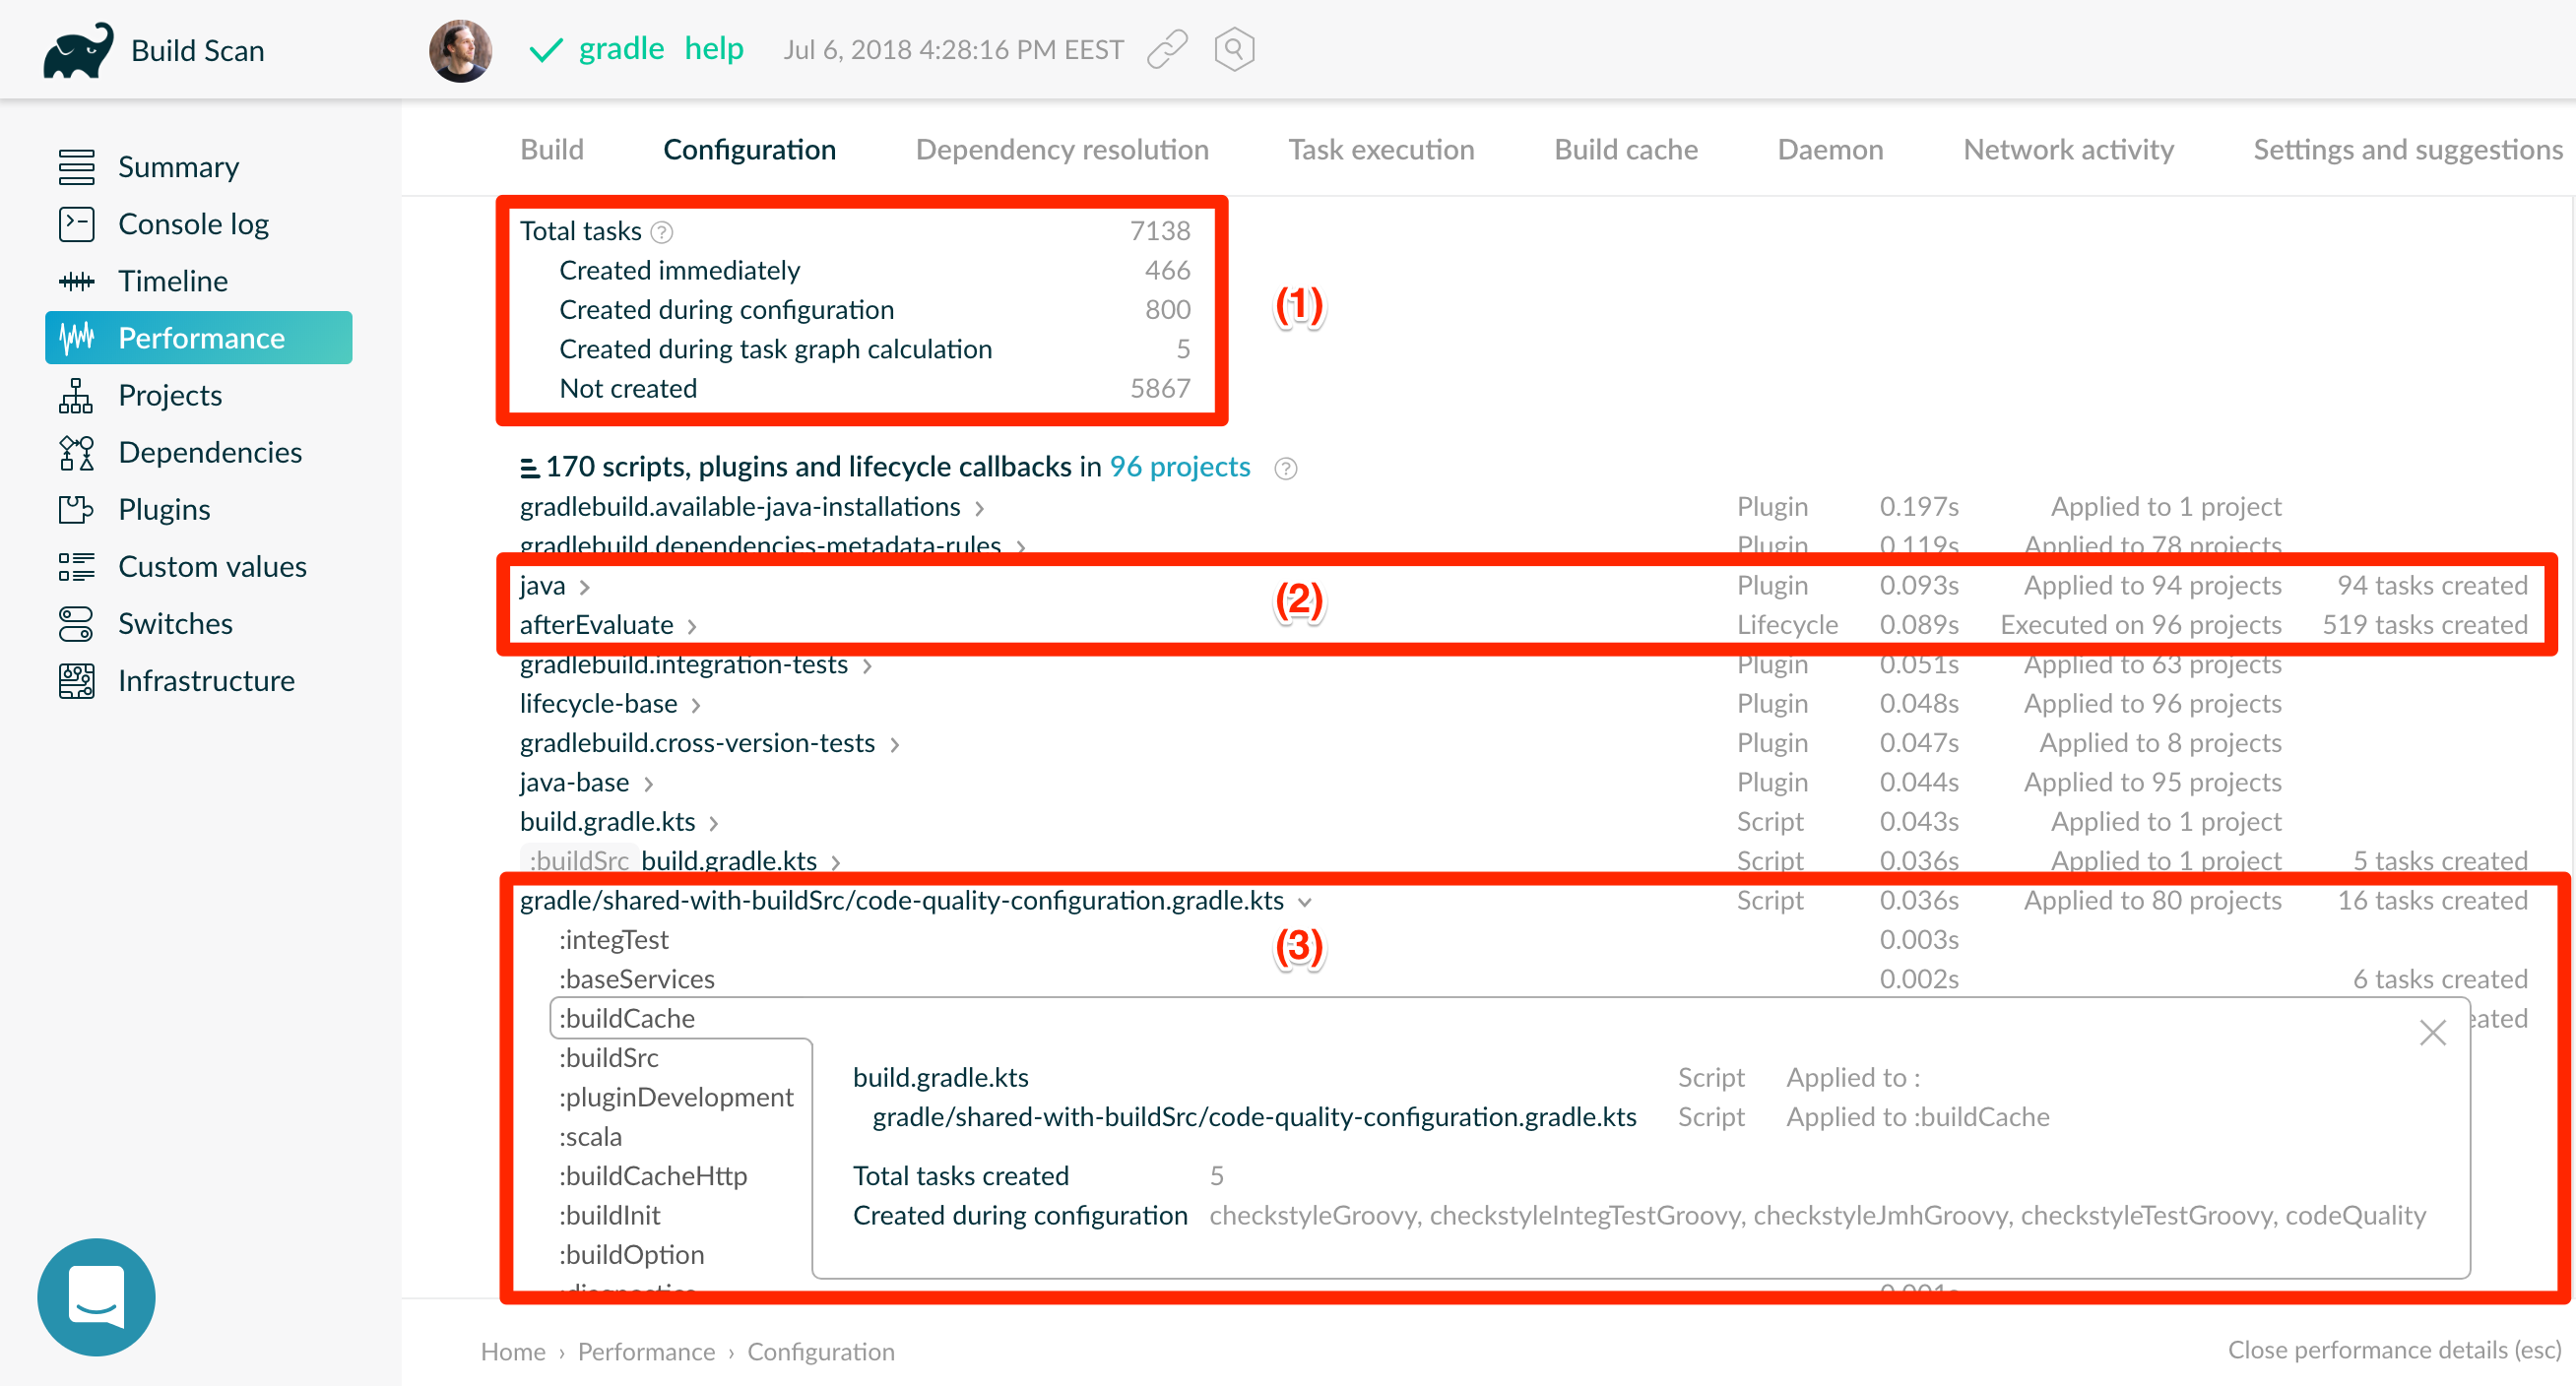 Build Scan
gradle help Jul 6, 2018 4:28:16 PM EEST
Summary
Console log
Timeline
Performance
Projects
Dependencies
Plugins
Custom values
Switches
Infrastructure
Build Configuration Dependency resolution Task execution Build cache Daemon Network activity Settings and suggestions
Total tasks ? 7138
Created immediately 466
Created during configuration 800
Created during task graph calculation 5
Not created 5867
(1)
170 scripts, plugins and lifecycle callbacks in 96 projects ?
gradlebuild.available-java-installations Plugin 0.197s Applied to 1 project
gradlebuild.dependencies-metadata-rules Plugin 0.119s Applied to 78 projects
java Plugin 0.093s Applied to 94 projects 94 tasks created
(2)
afterEvaluate Lifecycle 0.089s Executed on 96 projects 519 tasks created
gradlebuild.integration-tests Plugin 0.051s Applied to 63 projects
lifecycle-base Plugin 0.048s Applied to 96 projects
gradlebuild.cross-version-tests Plugin 0.047s Applied to 8 projects
java-base Plugin 0.044s Applied to 95 projects
build.gradle.kts Script 0.043s Applied to 1 project
:buildSrc build.gradle.kts Script 0.036s Applied to 1 project 5 tasks created
gradle/shared-with-buildSrc/code-quality-configuration.gradle.kts Script 0.036s Applied to 80 projects 16 tasks created
:integTest 0.003s
(3)
:baseServices 0.002s 6 tasks created
:buildCache eated
:buildSrc
:pluginDevelopment
:scala
:buildCacheHttp
:buildInit
:buildOption
:diagnostics 0.001s
build.gradle.kts Script Applied to :
gradle/shared-with-buildSrc/code-quality-configuration.gradle.kts Script Applied to :buildCache
Total tasks created 5
Created during configuration checkstyleGroovy, checkstyleIntegTestGroovy, checkstyleJmhGroovy, checkstyleTestGroovy, codeQuality
Home › Performance › Configuration
Close performance details (esc)